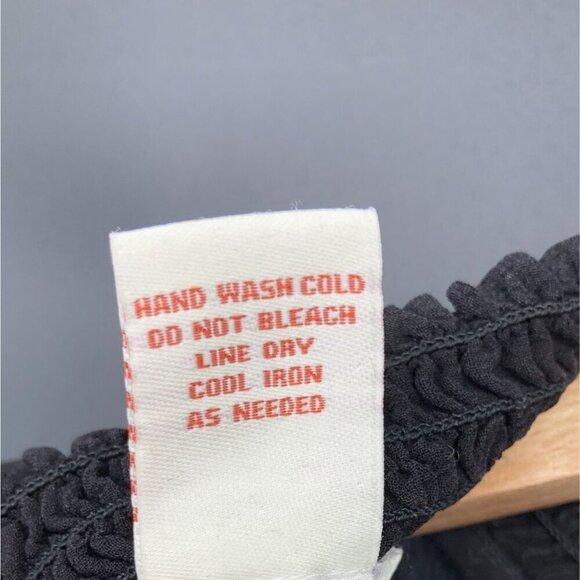 HAND WASH COLD
DO NOT BLEACH
LINE DRY
COOL IRON
AS NEEDED